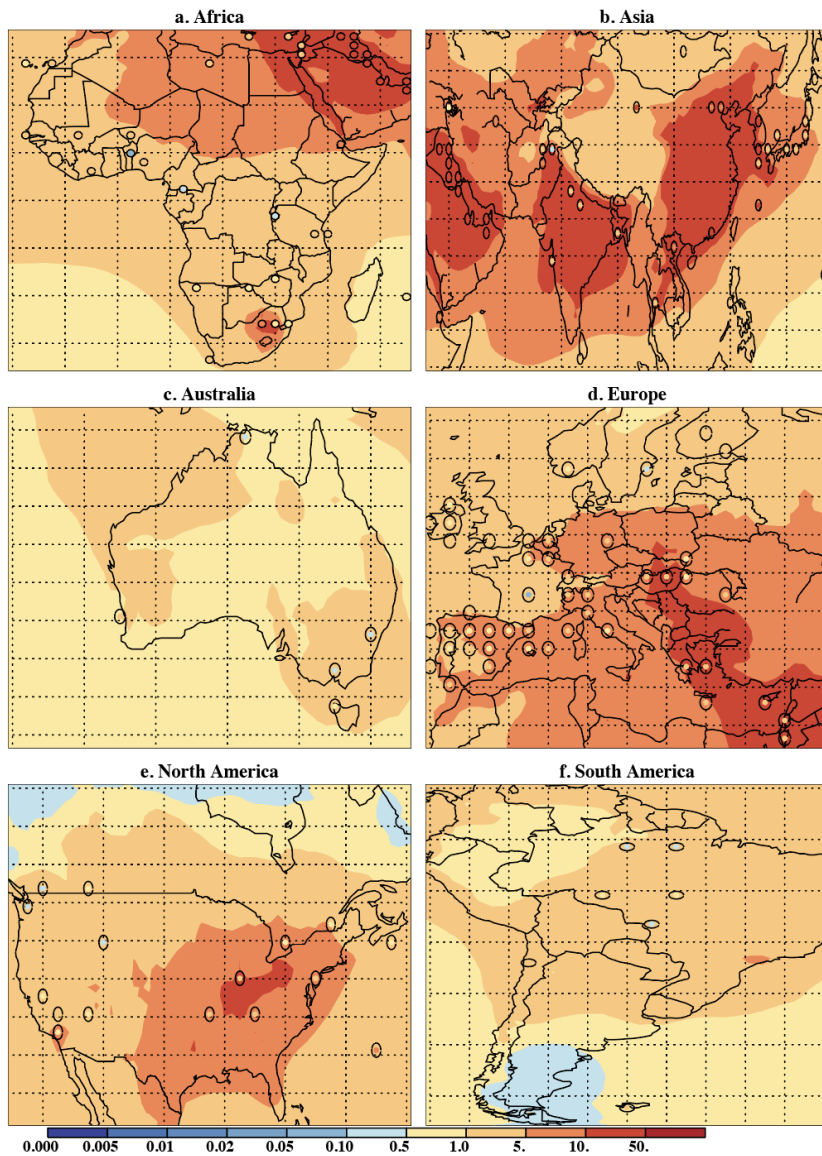 a. Africa
b. Asia
c. Australia
d. Europe
e. North America
f. South America
0.000 0.005 0.01 0.02 0.05 0.10 0.5 1.0 5. 10. 50.